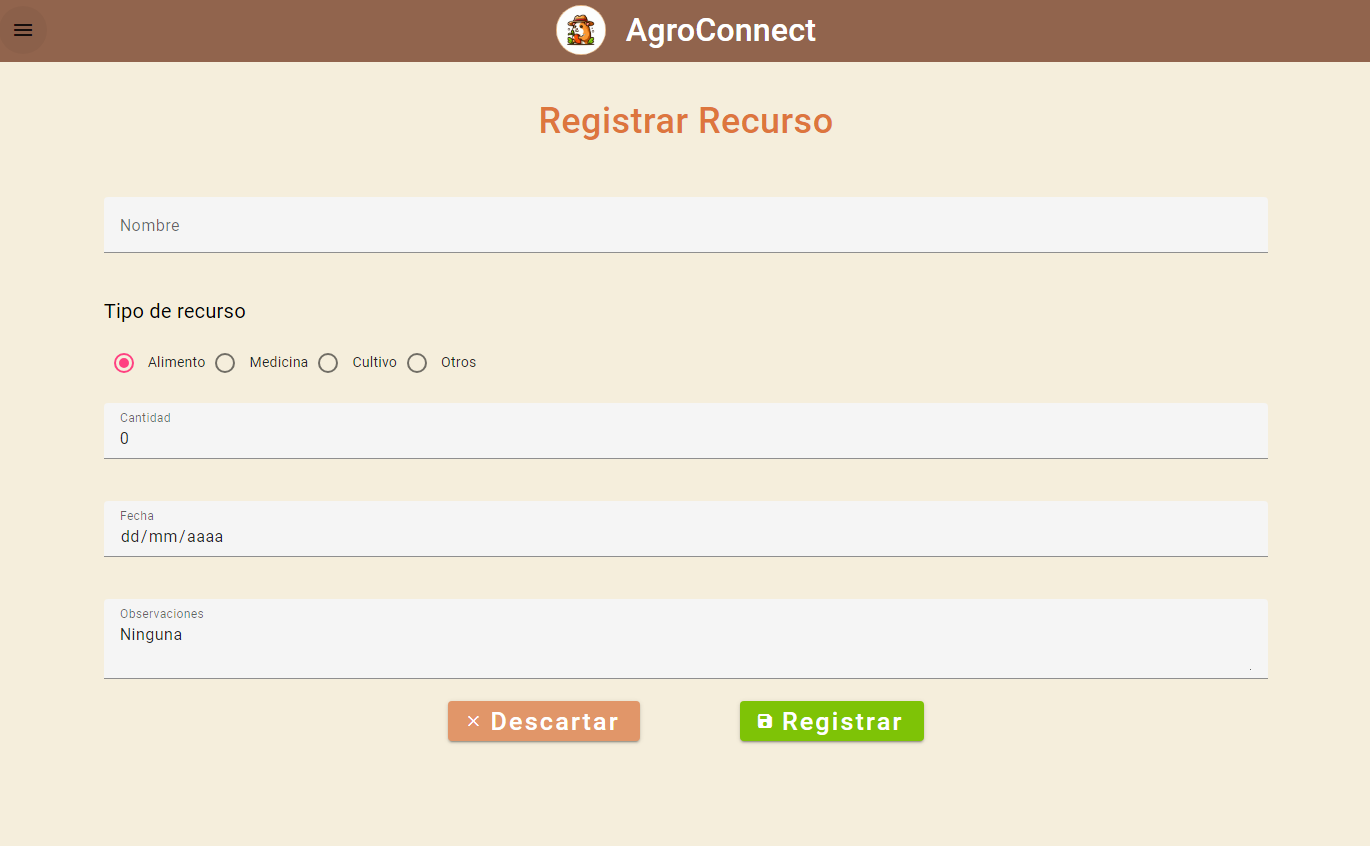 AgroConnect
Registrar Recurso
Nombre
Tipo de recurso
Alimento Medicina Cultivo Otros
Cantidad
0
Fecha
dd/mm/aaaa
Observaciones
Ninguna
Descartar Registrar